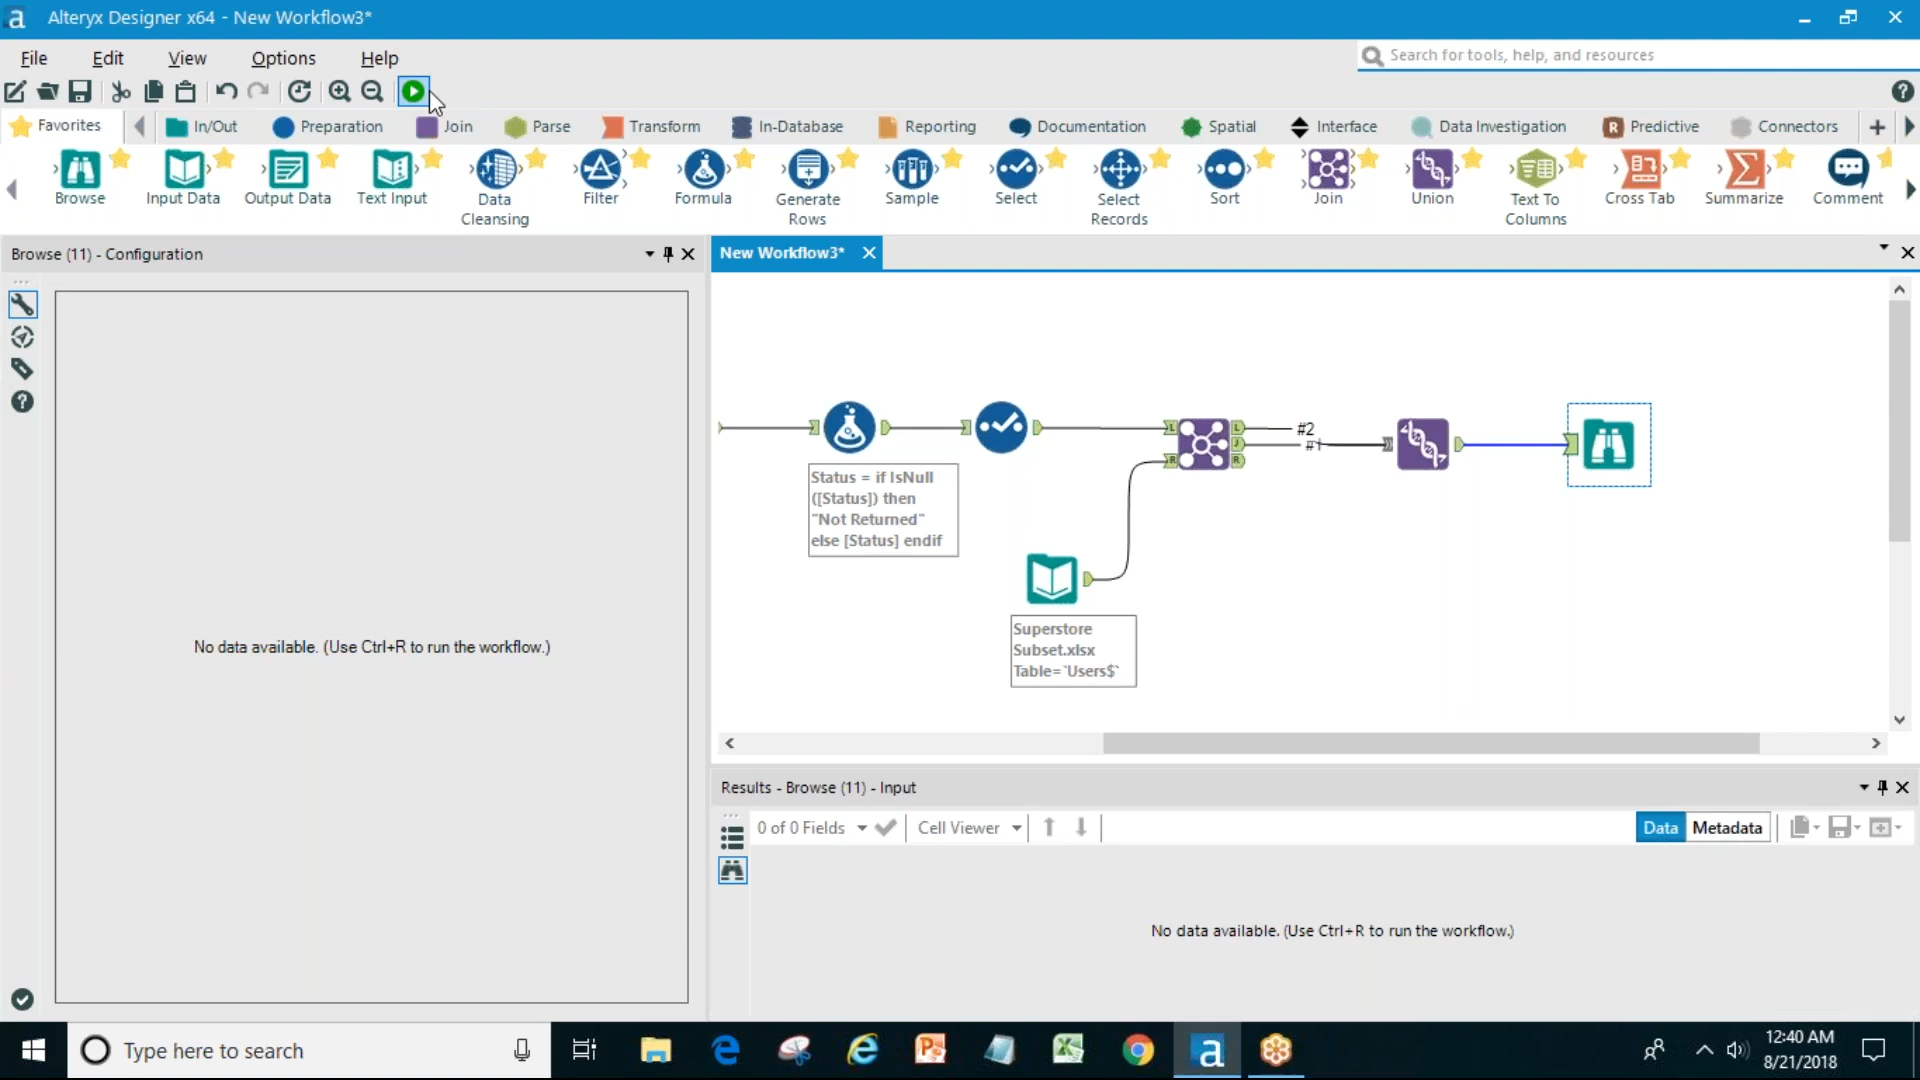 a Alteryx Designer x64 - New Workflow3*
File Edit View Options Help
Search for tools, help, and resources
Favorites In/Out Preparation Join Parse Transform In-Database Reporting Documentation Spatial Interface Data Investigation Predictive Connectors
Browse Input Data Output Data Text Input Data Cleansing Filter Formula Generate Rows Sample Select Select Records Sort Join Union Text To Columns Cross Tab Summarize Comment
Browse (11) - Configuration
New Workflow3*
No data available. (Use Ctrl+R to run the workflow.)
L J R L R
#2
#1
Status = if IsNull
([Status]) then
"Not Returned"
else [Status] endif
Superstore
Subset.xlsx
Table=`Users$`
Results - Browse (11) - Input
0 of 0 Fields Cell Viewer Data Metadata
No data available. (Use Ctrl+R to run the workflow.)
Type here to search
12:40 AM
8/21/2018